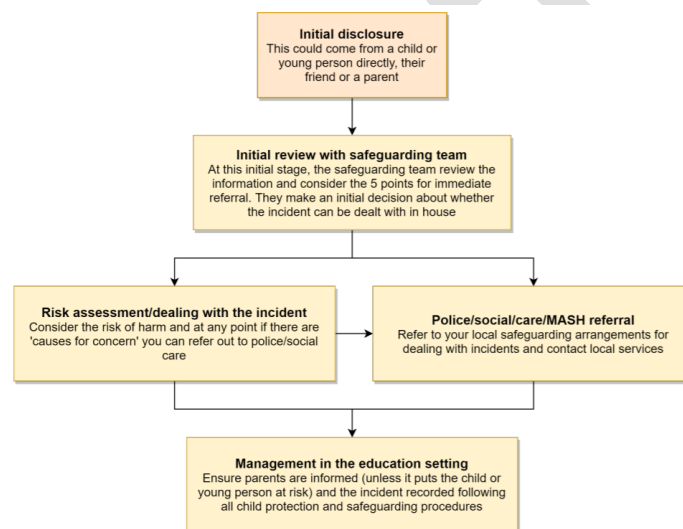 Initial disclosure
This could come from a child or
young person directly, their
friend or a parent
Initial review with safeguarding team
At this initial stage, the safeguarding team review the
information and consider the 5 points for immediate
referral. They make an initial decision about whether
the incident can be dealt with in house
Risk assessment/dealing with the incident
Consider the risk of harm and at any point if there are
'causes for concern' you can refer out to police/social
care
Police/social/care/MASH referral
Refer to your local safeguarding arrangements for
dealing with incidents and contact local services
Management in the education setting
Ensure parents are informed (unless it puts the child or
young person at risk) and the incident recorded following
all child protection and safeguarding procedures